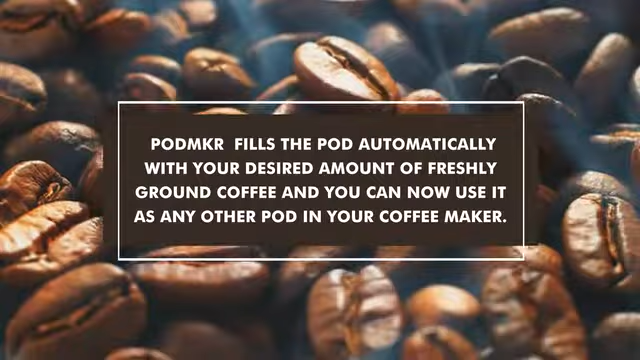 PODMKR FILLS THE POD AUTOMATICALLY
WITH YOUR DESIRED AMOUNT OF FRESHLY
GROUND COFFEE AND YOU CAN NOW USE IT
AS ANY OTHER POD IN YOUR COFFEE MAKER.